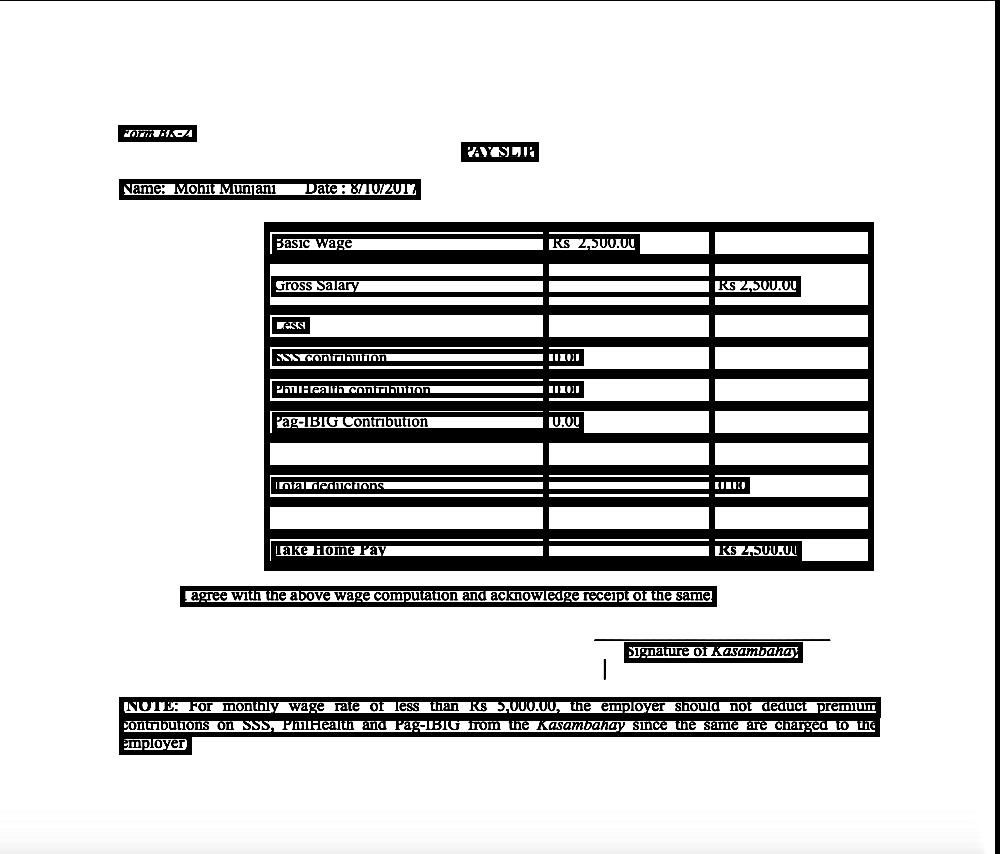 Form BK-2
PAY SLIP
Name: Mohit Munjani Date : 8/10/2017
Basic Wage Rs 2,500.00
Gross Salary Rs 2,500.00
Less
SSS contribution 0.00
PhilHealth contribution 0.00
Pag-IBIG Contribution 0.00
Total deductions 0.00
Take Home Pay Rs 2,500.00
I agree with the above wage computation and acknowledge receipt of the same.
Signature of Kasambahay
(NOTE: For monthly wage rate of less than Rs 5,000.00, the employer should not deduct premium
contributions on SSS, PhilHealth and Pag-IBIG from the Kasambahay since the same are charged to the
employer)